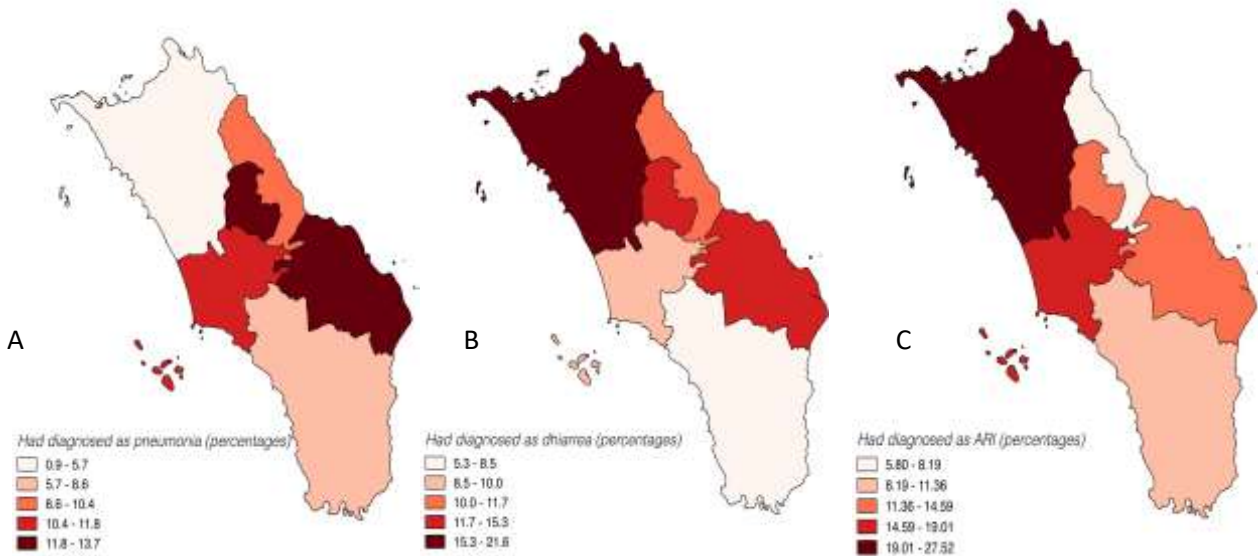 A
B
C
Had diagnosed as pneumonia (percentages)
0.9 - 5.7
5.7 - 8.6
8.6 - 10.4
10.4 - 11.8
11.8 - 13.7
Had diagnosed as dhiarrea (percentages)
5.3 - 8.5
8.5 - 10.0
10.0 - 11.7
11.7 - 15.3
15.3 - 21.6
Had diagnosed as ARI (percentages)
5.80 - 8.19
8.19 - 11.36
11.36 - 14.59
14.59 - 19.01
19.01 - 27.52